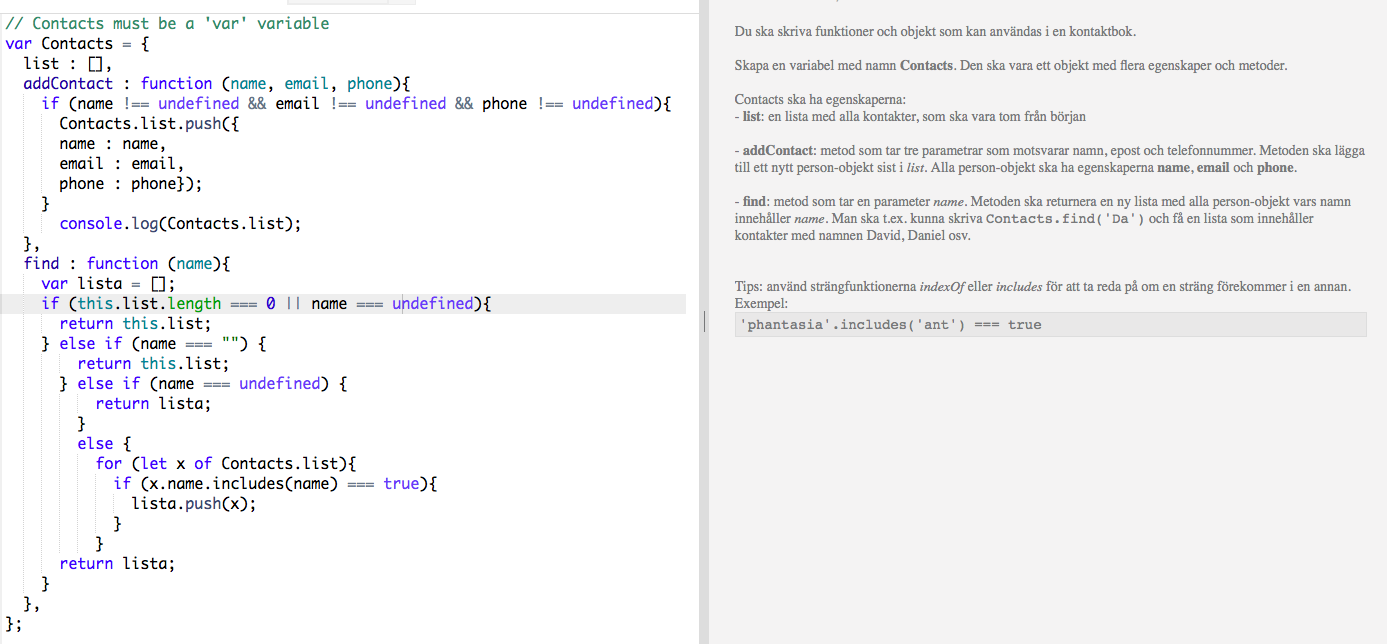 // Contacts must be a 'var' variable
var Contacts = {
  list : [],
  addContact : function (name, email, phone){
    if (name !== undefined && email !== undefined && phone !== undefined){
      Contacts.list.push({
      name : name,
      email : email,
      phone : phone});
    }
      console.log(Contacts.list);
  },
  find : function (name){
    var lista = [];
    if (this.list.length === 0 || name === undefined){
      return this.list;
    } else if (name === "") {
        return this.list;
      } else if (name === undefined) {
          return lista;
        }
        else {
          for (let x of Contacts.list){
            if (x.name.includes(name) === true){
              lista.push(x);
            }
          }
      return lista;
    }
  },
};
Du ska skriva funktioner och objekt som kan användas i en kontaktbok.
Skapa en variabel med namn Contacts. Den ska vara ett objekt med flera egenskaper och metoder.
Contacts ska ha egenskaperna:
- list: en lista med alla kontakter, som ska vara tom från början
- addContact: metod som tar tre parametrar som motsvarar namn, epost och telefonnummer. Metoden ska lägga
till ett nytt person-objekt sist i list. Alla person-objekt ska ha egenskaperna name, email och phone.
- find: metod som tar en parameter name. Metoden ska returnera en ny lista med alla person-objekt vars namn
innehåller name. Man ska t.ex. kunna skriva Contacts.find('Da') och få en lista som innehåller
kontakter med namnen David, Daniel osv.
Tips: använd strängfunktionerna indexOf eller includes för att ta reda på om en sträng förekommer i en annan.
Exempel:
'phantasia'.includes('ant') === true